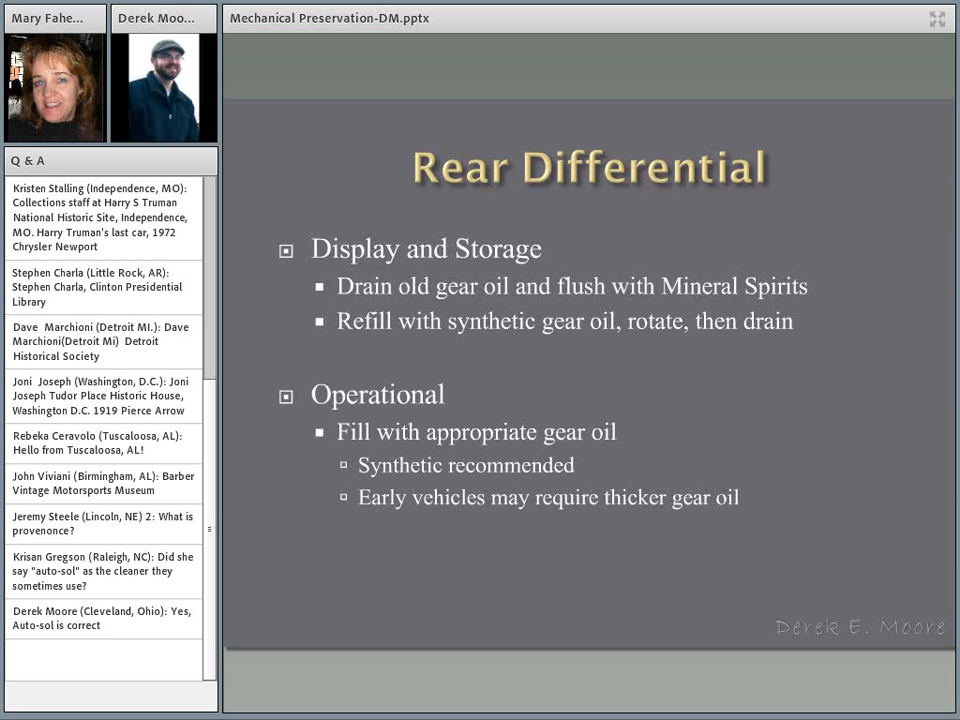 Mary Fahe...
Derek Moo...
Mechanical Preservation-DM.pptx
Q & A
Kristen Stalling (Independence, MO):
Collections staff at Harry S Truman
National Historic Site, Independence,
MO. Harry Truman's last car, 1972
Chrysler Newport
Stephen Charla (Little Rock, AR):
Stephen Charla, Clinton Presidential
Library
Dave  Marchioni (Detroit MI.): Dave
Marchioni(Detroit Mi)  Detroit
Historical Society
Joni  Joseph (Washington, D.C.): Joni
Joseph Tudor Place Historic House,
Washington D.C. 1919 Pierce Arrow
Rebeka Ceravolo (Tuscaloosa, AL):
Hello from Tuscaloosa, AL!
John Viviani (Birmingham, AL): Barber
Vintage Motorsports Museum
Jeremy Steele (Lincoln, NE) 2: What is
provenonce?
Krisan Gregson (Raleigh, NC): Did she
say "auto-sol" as the cleaner they
sometimes use?
Derek Moore (Cleveland, Ohio): Yes,
Auto-sol is correct
Rear Differential
Display and Storage
Drain old gear oil and flush with Mineral Spirits
Refill with synthetic gear oil, rotate, then drain
Operational
Fill with appropriate gear oil
Synthetic recommended
Early vehicles may require thicker gear oil
Derek E. Moore